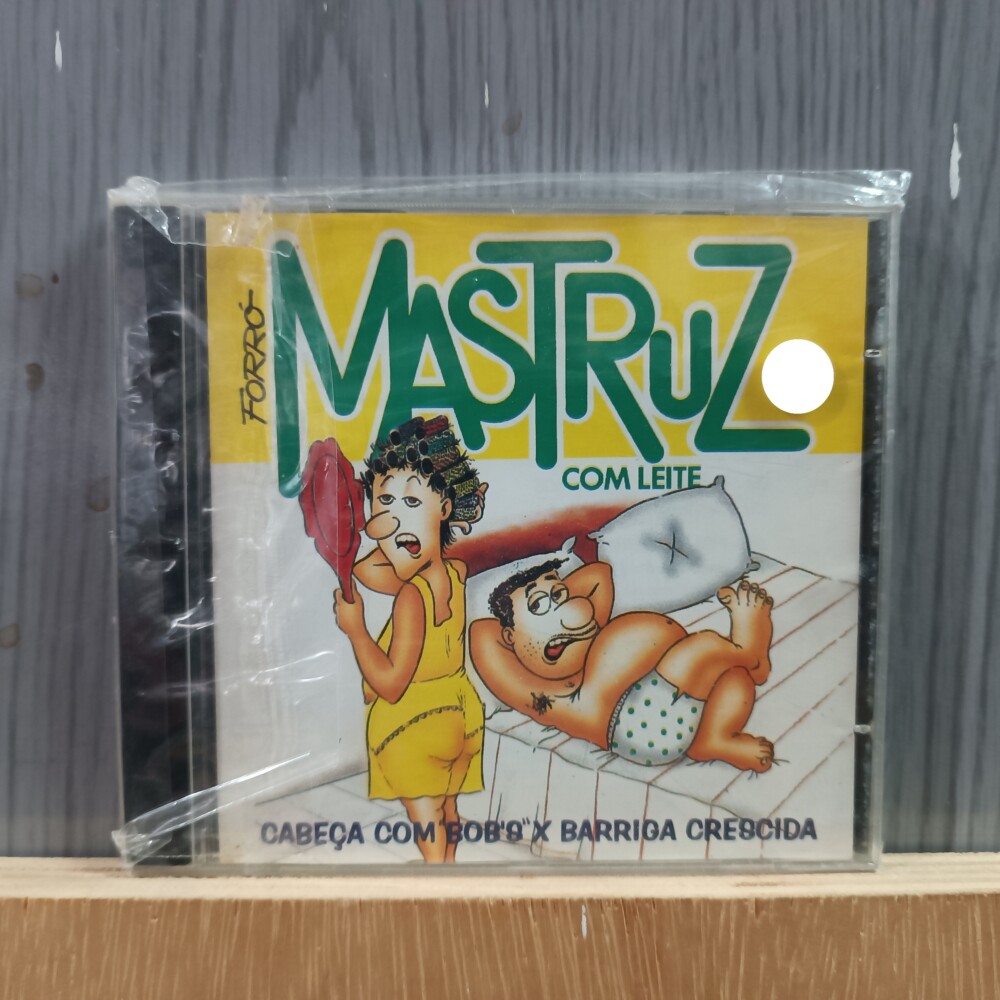 FORRÓ
MASTRUZ
COM LEITE
CABEÇA COM "BOB'S" X BARRIGA CRESCIDA